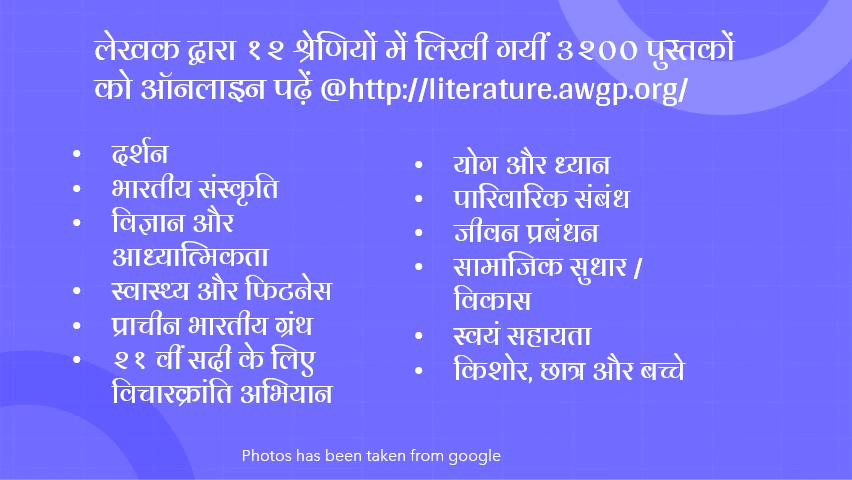 लेखक द्वारा १२ श्रेणियों में लिखी गयीं ३२०० पुस्तकों
को ऑनलाइन पढ़ें @http://literature.awgp.org/
• दर्शन
• भारतीय संस्कृति
• विज्ञान और
आध्यात्मिकता
• स्वास्थ्य और फिटनेस
• प्राचीन भारतीय ग्रंथ
• २१ वीं सदी के लिए
विचारक्रांति अभियान
• योग और ध्यान
• पारिवारिक संबंध
• जीवन प्रबंधन
• सामाजिक सुधार /
विकास
• स्वयं सहायता
• किशोर, छात्र और बच्चे
Photos has been taken from google